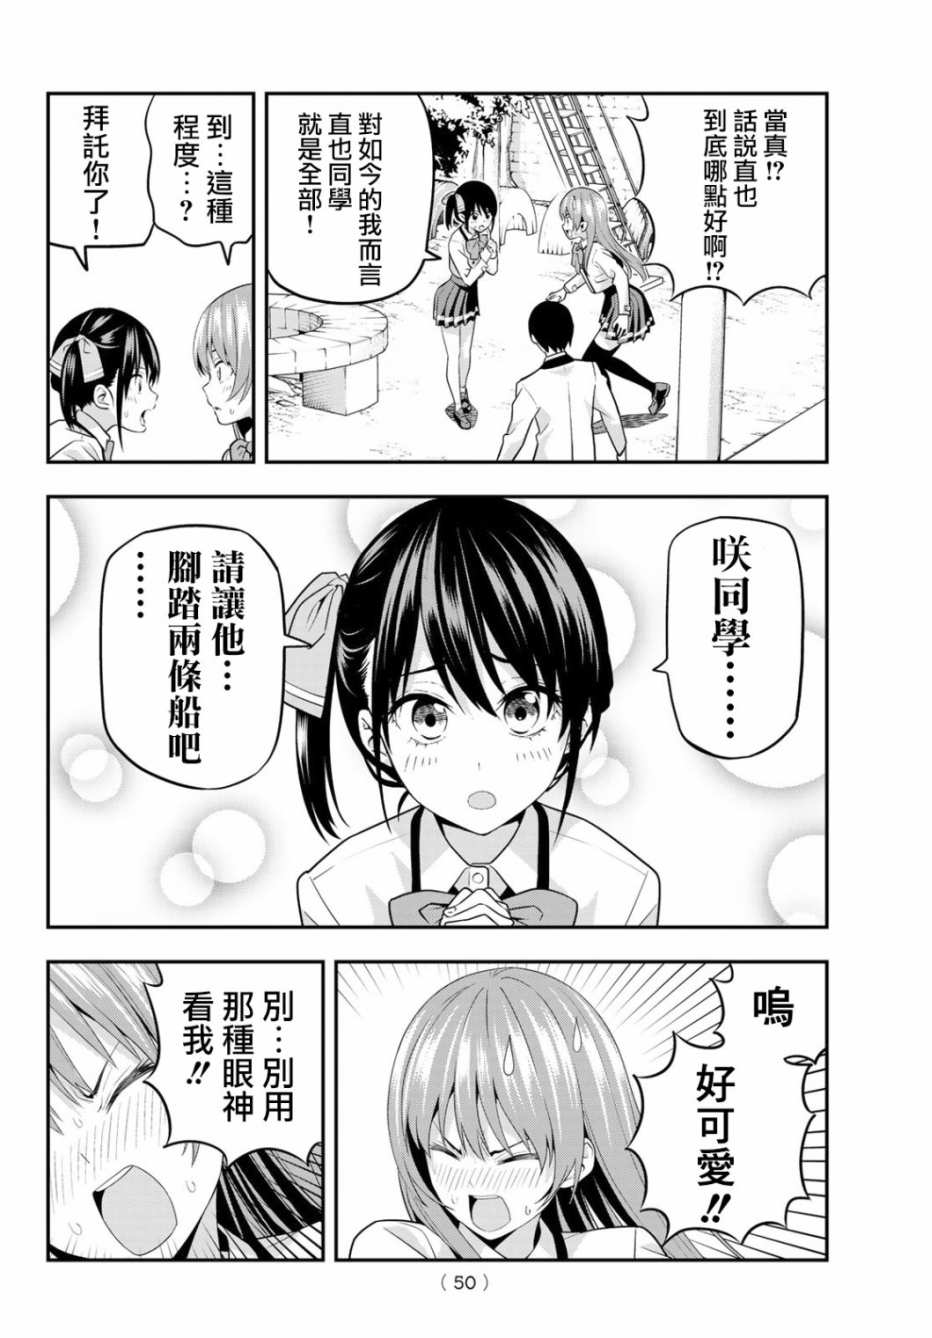 當真!?
話說直也
到底哪點好啊!?
對如今的我而言
直也同學
就是全部！
到…這種
程度…？
拜託你了！
咲同學……
請讓他…
腳踏兩條船吧
……
嗚
好可愛!!
別…別用
那種眼神
看我!!
（50）